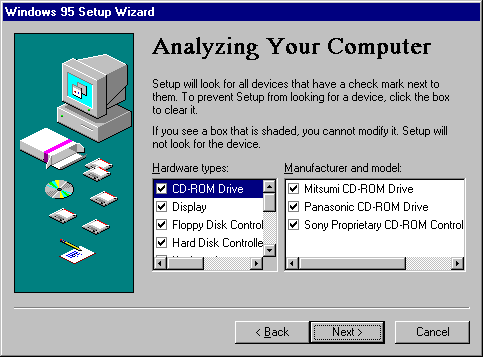 Windows 95 Setup Wizard
Analyzing Your Computer
Setup will look for all devices that have a check mark next to
them. To prevent Setup from looking for a device, click the box
to clear it.
If you see a box that is shaded, you cannot modify it. Setup will
not look for the device.
Hardware types:
CD-ROM Drive
Display
Floppy Disk Control
Hard Disk Controlle
Manufacturer and model:
Mitsumi CD-ROM Drive
Panasonic CD-ROM Drive
Sony Proprietary CD-ROM Control
< Back
Next >
Cancel